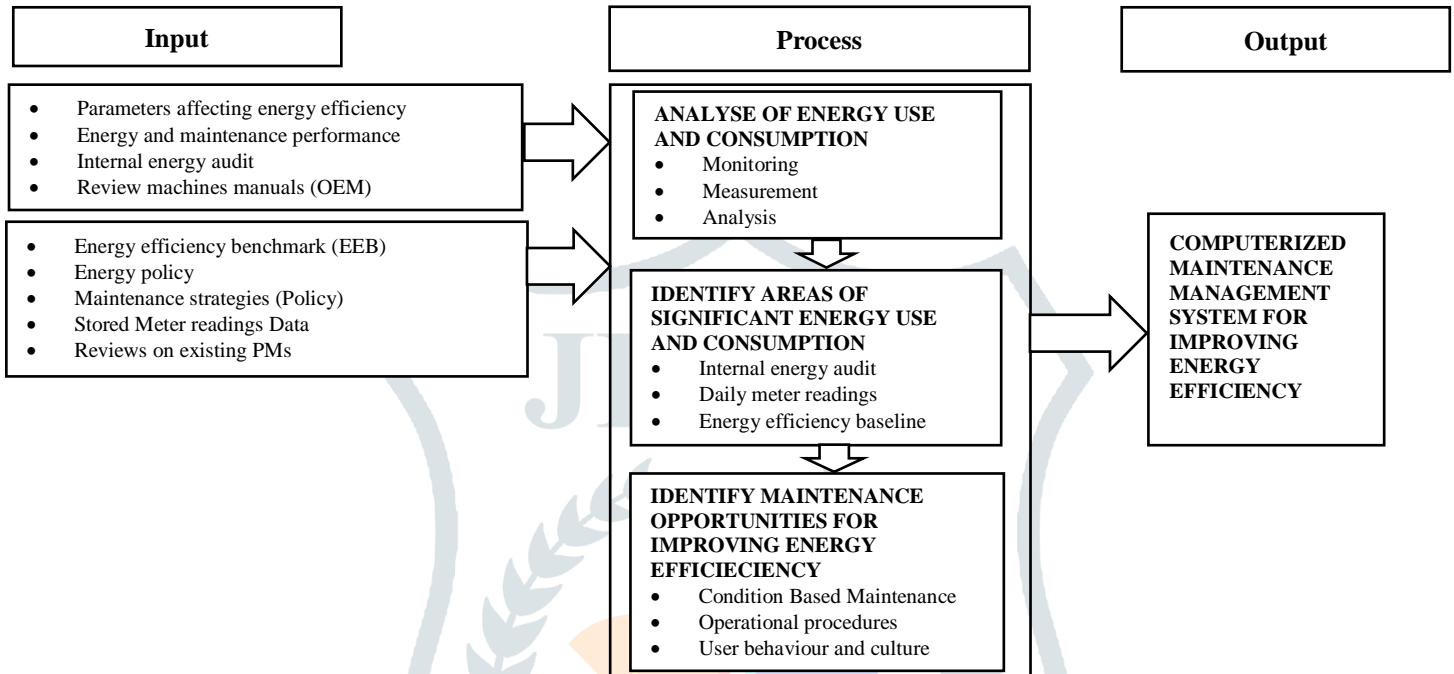 Input
Process
Output
• Parameters affecting energy efficiency
• Energy and maintenance performance
• Internal energy audit
• Review machines manuals (OEM)
• Energy efficiency benchmark (EEB)
• Energy policy
• Maintenance strategies (Policy)
• Stored Meter readings Data
• Reviews on existing PMs
ANALYSE OF ENERGY USE
AND CONSUMPTION
• Monitoring
• Measurement
• Analysis
IDENTIFY AREAS OF
SIGNIFICANT ENERGY USE
AND CONSUMPTION
• Internal energy audit
• Daily meter readings
• Energy efficiency baseline
IDENTIFY MAINTENANCE
OPPORTUNITIES FOR
IMPROVING ENERGY
EFFICIECIENCY
• Condition Based Maintenance
• Operational procedures
• User behaviour and culture
COMPUTERIZED
MAINTENANCE
MANAGEMENT
SYSTEM FOR
IMPROVING
ENERGY
EFFICIENCY